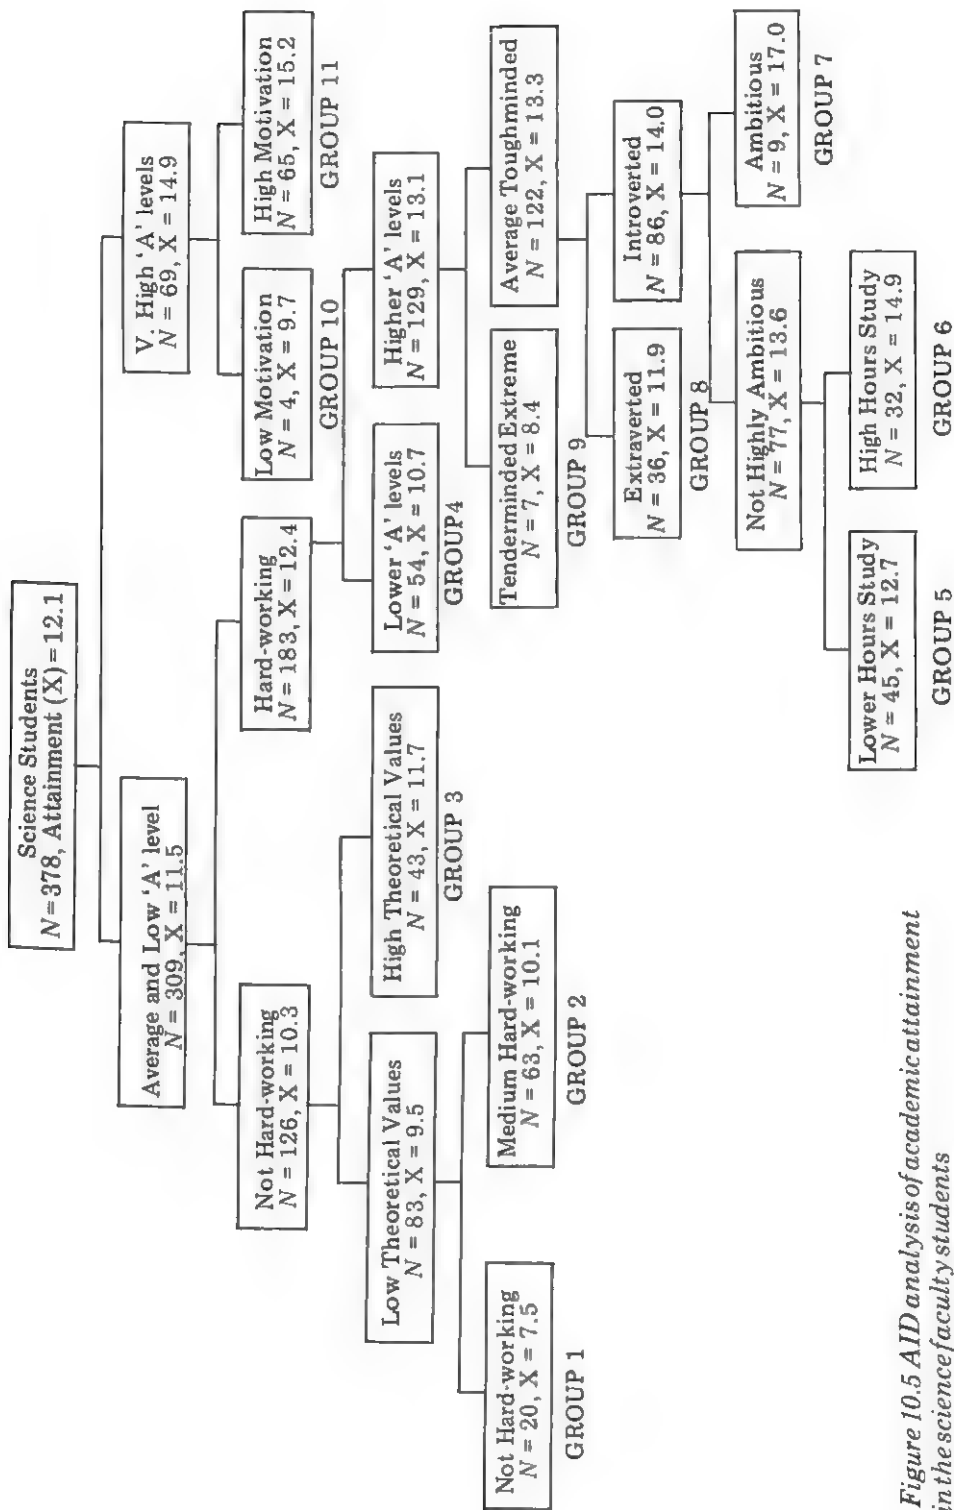 Science Students
N = 378, Attainment (X) = 12.1
Average and Low ‘A’ level
N = 309, X = 11.5
V. High ‘A’ levels
N = 69, X = 14.9
Not Hard-working
N = 126, X = 10.3
Hard-working
N = 183, X = 12.4
Low Motivation
N = 4, X = 9.7
GROUP 10
High Motivation
N = 65, X = 15.2
GROUP 11
Low Theoretical Values
N = 83, X = 9.5
High Theoretical Values
N = 43, X = 11.7
GROUP 3
Lower ‘A’ levels
N = 54, X = 10.7
GROUP4
Higher ‘A’ levels
N = 129, X = 13.1
Not Hard-working
N = 20, X = 7.5
GROUP 1
Medium Hard-working
N = 63, X = 10.1
GROUP 2
Tenderminded Extreme
N = 7, X = 8.4
GROUP 9
Average Toughminded
N = 122, X = 13.3
Extraverted
N = 36, X = 11.9
GROUP 8
Introverted
N = 86, X = 14.0
Not Highly Ambitious
N = 77, X = 13.6
Ambitious
N = 9, X = 17.0
GROUP 7
Lower Hours Study
N = 45, X = 12.7
GROUP 5
High Hours Study
N = 32, X = 14.9
GROUP 6
Figure 10.5 AID analysis of academic attainment
in the science faculty students